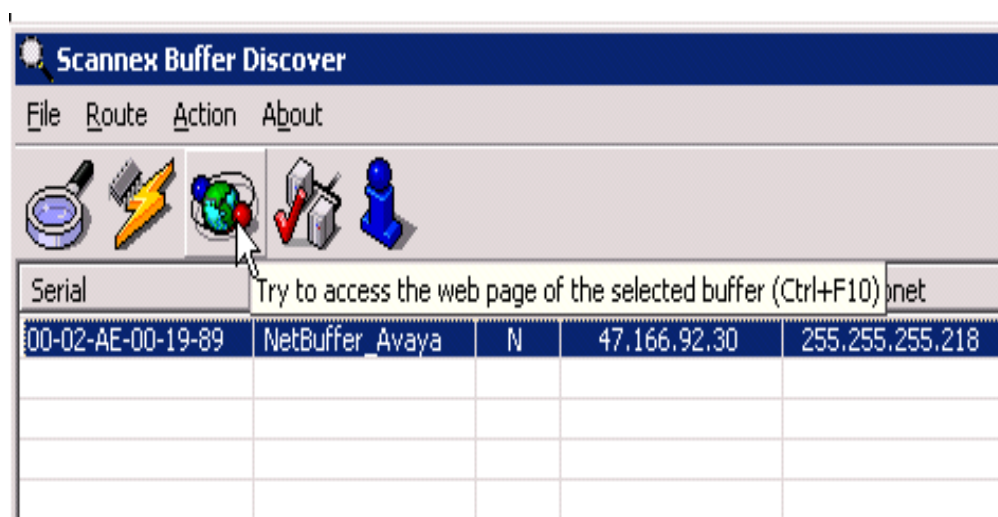 Scannex Buffer Discover
File Route Action About
Serial Try to access the web page of the selected buffer (Ctrl+F10)
00-02-AE-00-19-89 NetBuffer_Avaya N 47.166.92.30 255.255.255.218